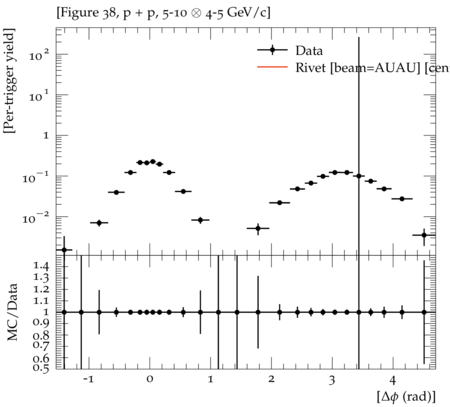 [Figure 38, p + p, 5-10 ⊗ 4-5 GeV/c]
[Per-trigger yield]
10²
10¹
1
10⁻¹
10⁻²
Data
Rivet [beam=AUAU] [cen
MC/Data
1.4
1.3
1.2
1.1
1
0.9
0.8
0.7
0.6
0.5
-1 0 1 2 3 4
[Δϕ (rad)]